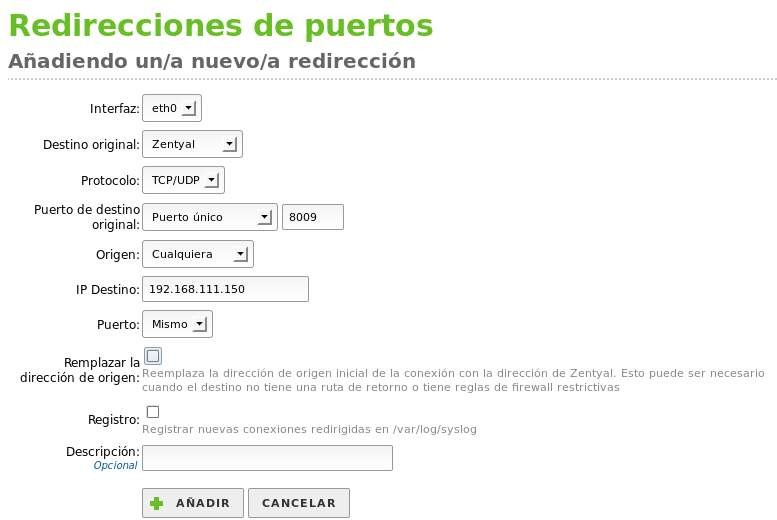 Redirecciones de puertos
Añadiendo un/a nuevo/a redirección
Interfaz: eth0
Destino original: Zentyal
Protocolo: TCP/UDP
Puerto de destino
original: Puerto único 8009
Origen: Cualquiera
IP Destino: 192.168.111.150
Puerto: Mismo
Remplazar la
dirección de origen:
Reemplaza la dirección de origen inicial de la conexión con la dirección de Zentyal. Esto puede ser necesario
cuando el destino no tiene una ruta de retorno o tiene reglas de firewall restrictivas
Registro:
Registrar nuevas conexiones redirigidas en /var/log/syslog
Descripción:
Opcional
AÑADIR CANCELAR